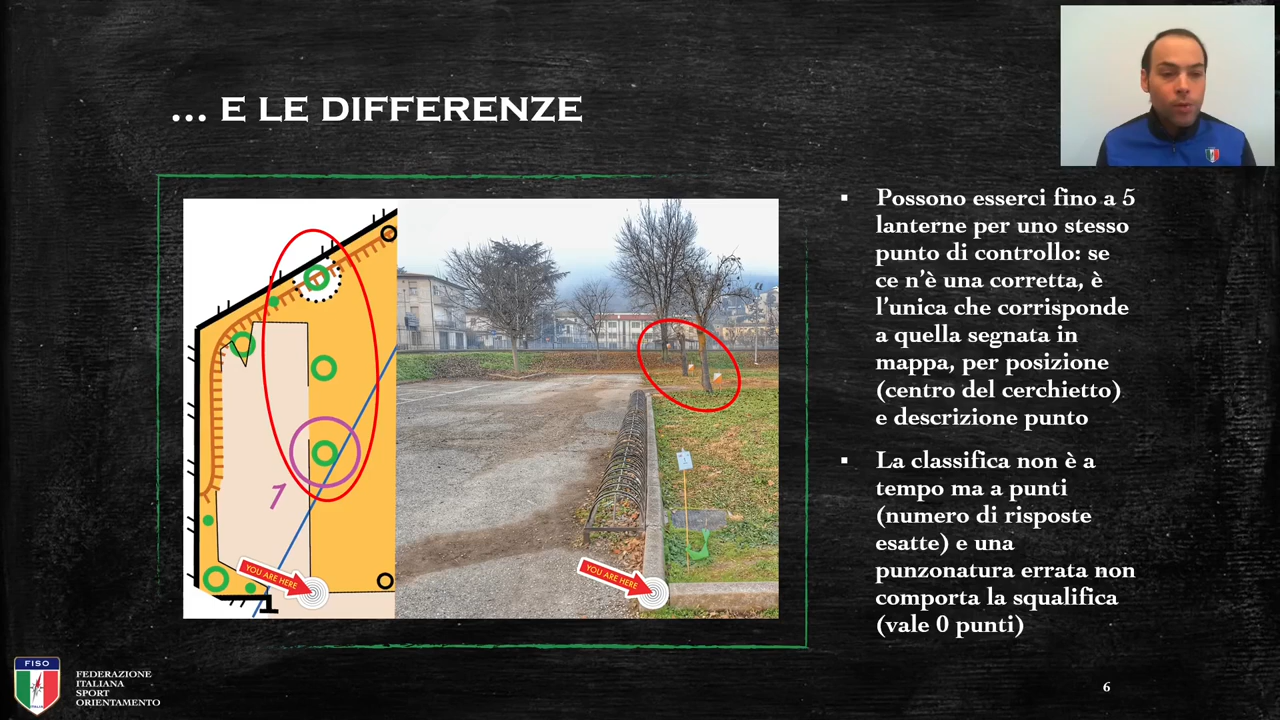 ... E LE DIFFERENZE
▪ Possono esserci fino a 5
lanterne per uno stesso
punto di controllo: se
ce n'è una corretta, è
l'unica che corrisponde
a quella segnata in
mappa, per posizione
(centro del cerchietto)
e descrizione punto
▪ La classifica non è a
tempo ma a punti
(numero di risposte
esatte) e una
punzonatura errata non
comporta la squalifica
(vale 0 punti)
1
YOU ARE HERE
1
YOU ARE HERE
FISO
ITALIA
FEDERAZIONE
ITALIANA
SPORT
ORIENTAMENTO
6